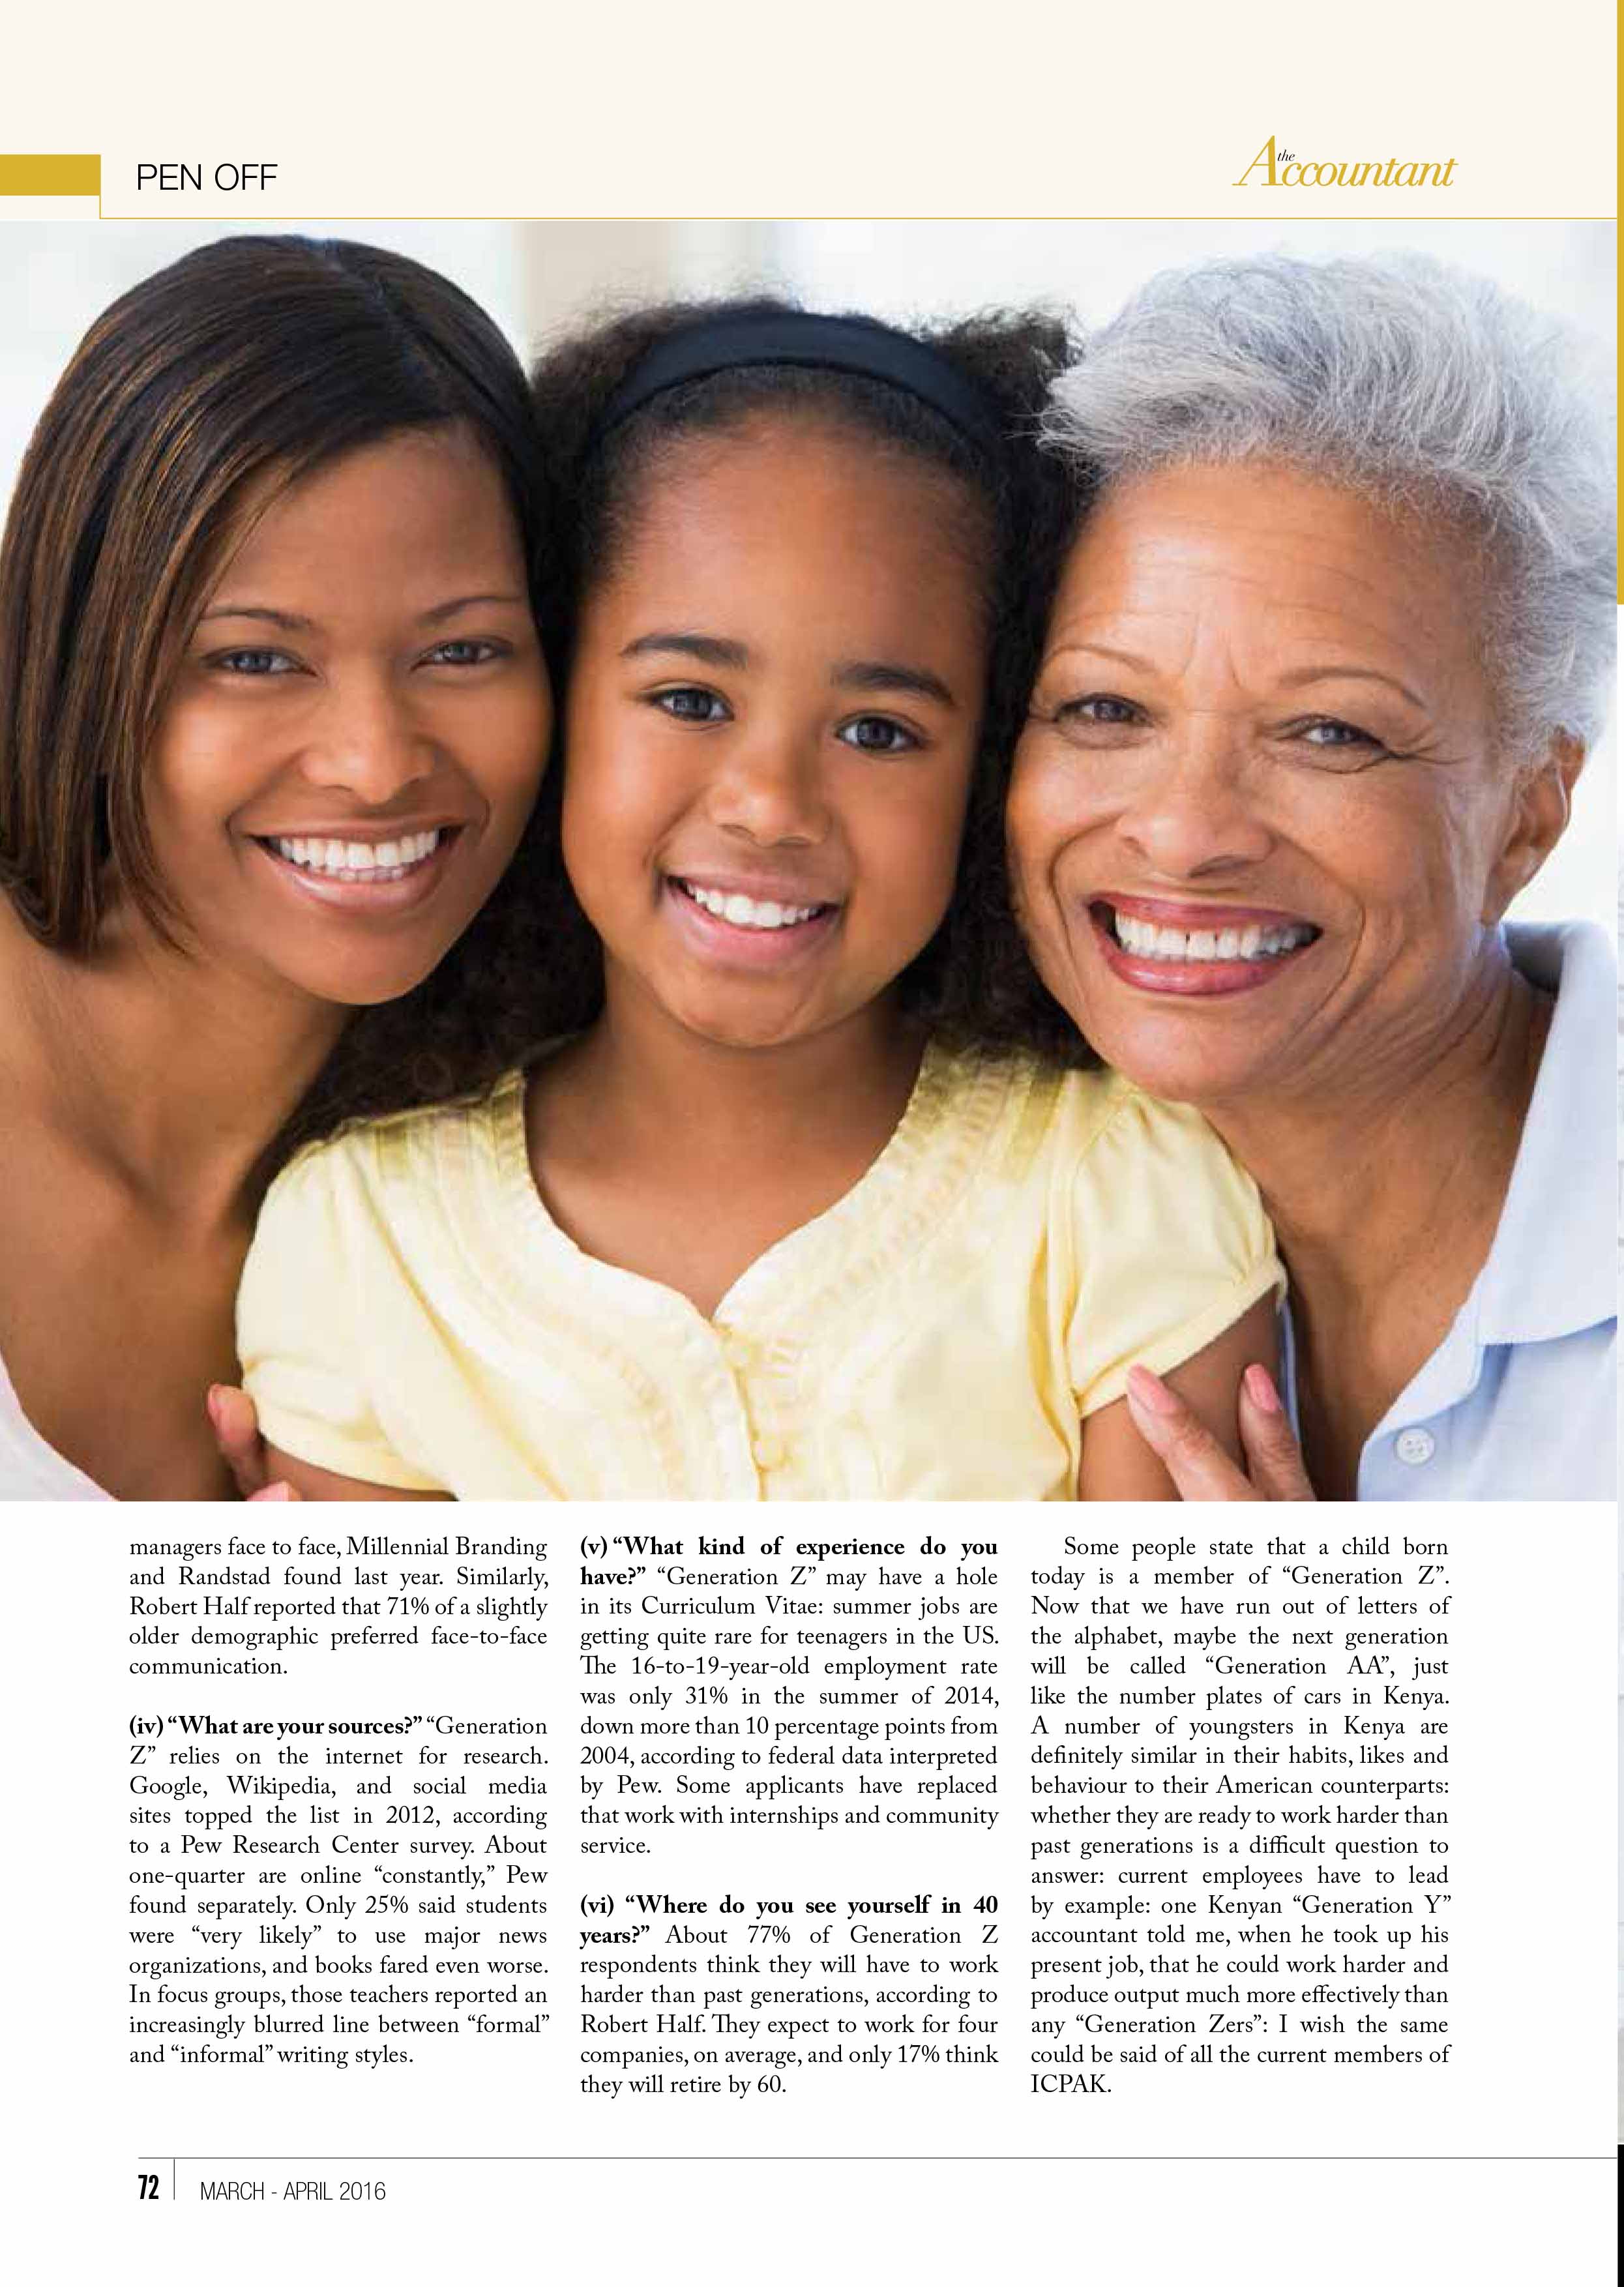 PEN OFF
the Accountant
managers face to face, Millennial Branding
and Randstad found last year. Similarly,
Robert Half reported that 71% of a slightly
older demographic preferred face-to-face
communication.
(iv) “What are your sources?” “Generation
Z” relies on the internet for research.
Google, Wikipedia, and social media
sites topped the list in 2012, according
to a Pew Research Center survey. About
one-quarter are online “constantly,” Pew
found separately. Only 25% said students
were “very likely” to use major news
organizations, and books fared even worse.
In focus groups, those teachers reported an
increasingly blurred line between “formal”
and “informal” writing styles.
(v) “What kind of experience do you
have?” “Generation Z” may have a hole
in its Curriculum Vitae: summer jobs are
getting quite rare for teenagers in the US.
The 16-to-19-year-old employment rate
was only 31% in the summer of 2014,
down more than 10 percentage points from
2004, according to federal data interpreted
by Pew. Some applicants have replaced
that work with internships and community
service.
(vi) “Where do you see yourself in 40
years?” About 77% of Generation Z
respondents think they will have to work
harder than past generations, according to
Robert Half. They expect to work for four
companies, on average, and only 17% think
they will retire by 60.
Some people state that a child born
today is a member of “Generation Z”.
Now that we have run out of letters of
the alphabet, maybe the next generation
will be called “Generation AA”, just
like the number plates of cars in Kenya.
A number of youngsters in Kenya are
definitely similar in their habits, likes and
behaviour to their American counterparts:
whether they are ready to work harder than
past generations is a difficult question to
answer: current employees have to lead
by example: one Kenyan “Generation Y”
accountant told me, when he took up his
present job, that he could work harder and
produce output much more effectively than
any “Generation Zers”: I wish the same
could be said of all the current members of
ICPAK.
72
MARCH - APRIL 2016